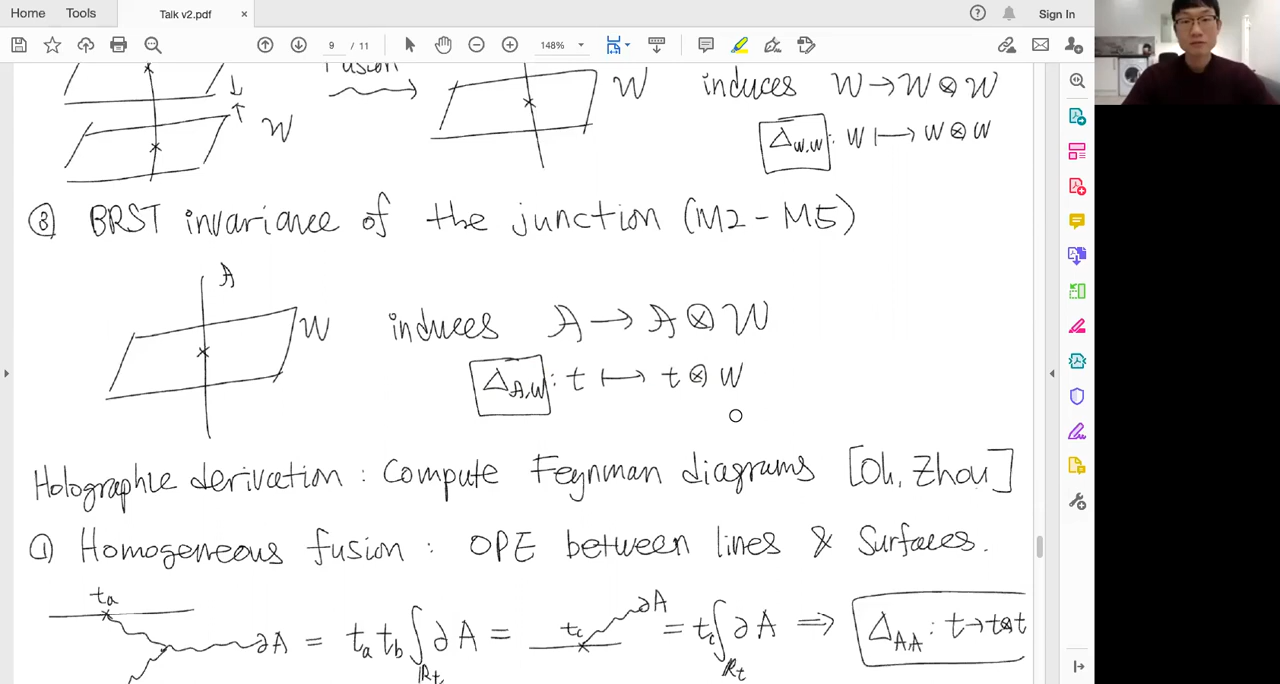 Home Tools Talk v2.pdf × Sign In
9 / 11 148%
Fusion W induces W → W ⊗ W
W Δ_{W,W} : W ↦ W ⊗ W
③ BRST invariance of the junction (M2 - M5)
A
W induces A → A ⊗ W
Δ_{A,W} : t ↦ t ⊗ W
Holographic derivation : Compute Feynman diagrams [Oh, Zhou]
① Homogeneous fusion : OPE between lines & Surfaces.
t_a ∂A = t_a t_b ∫_{ℝ_t} ∂A = t_c ∂A = t_c ∫_{ℝ_t} ∂A ⟹ Δ_{AA} : t → t⊗t